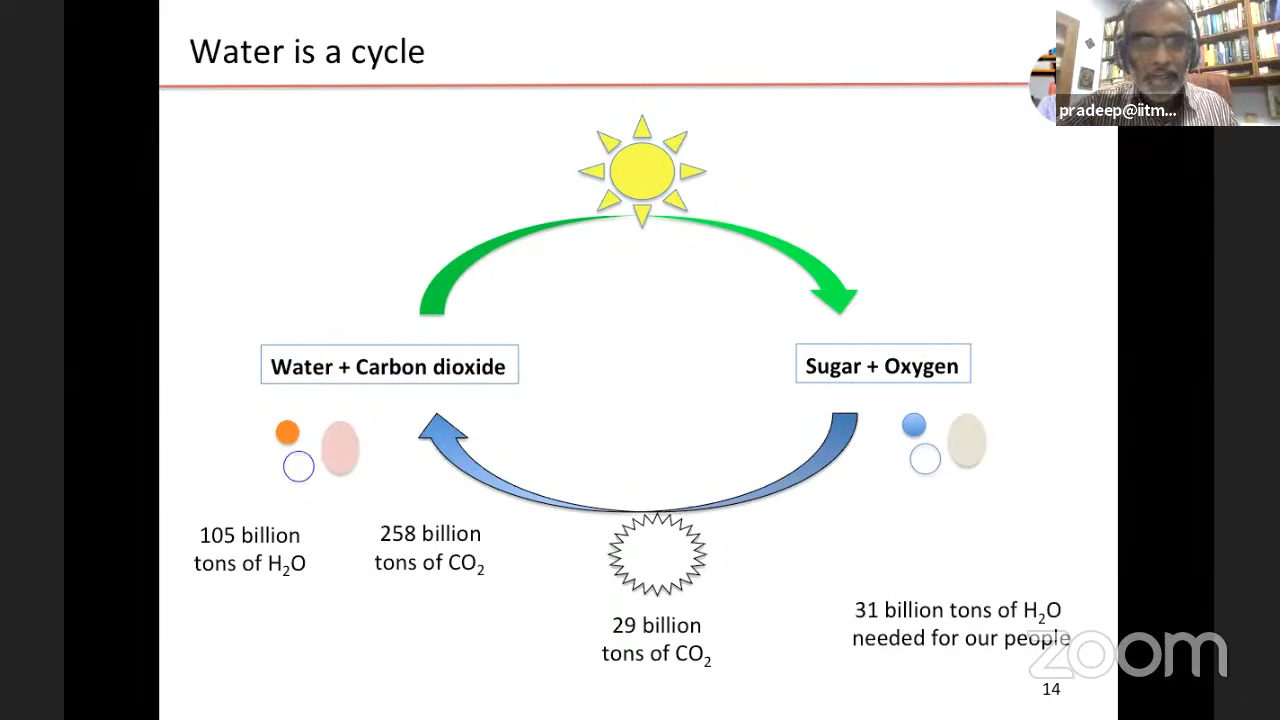 Water is a cycle
pradeep@iitm...
Water + Carbon dioxide
Sugar + Oxygen
105 billion
tons of H₂O
258 billion
tons of CO₂
29 billion
tons of CO₂
31 billion tons of H₂O
needed for our people
zoom
14